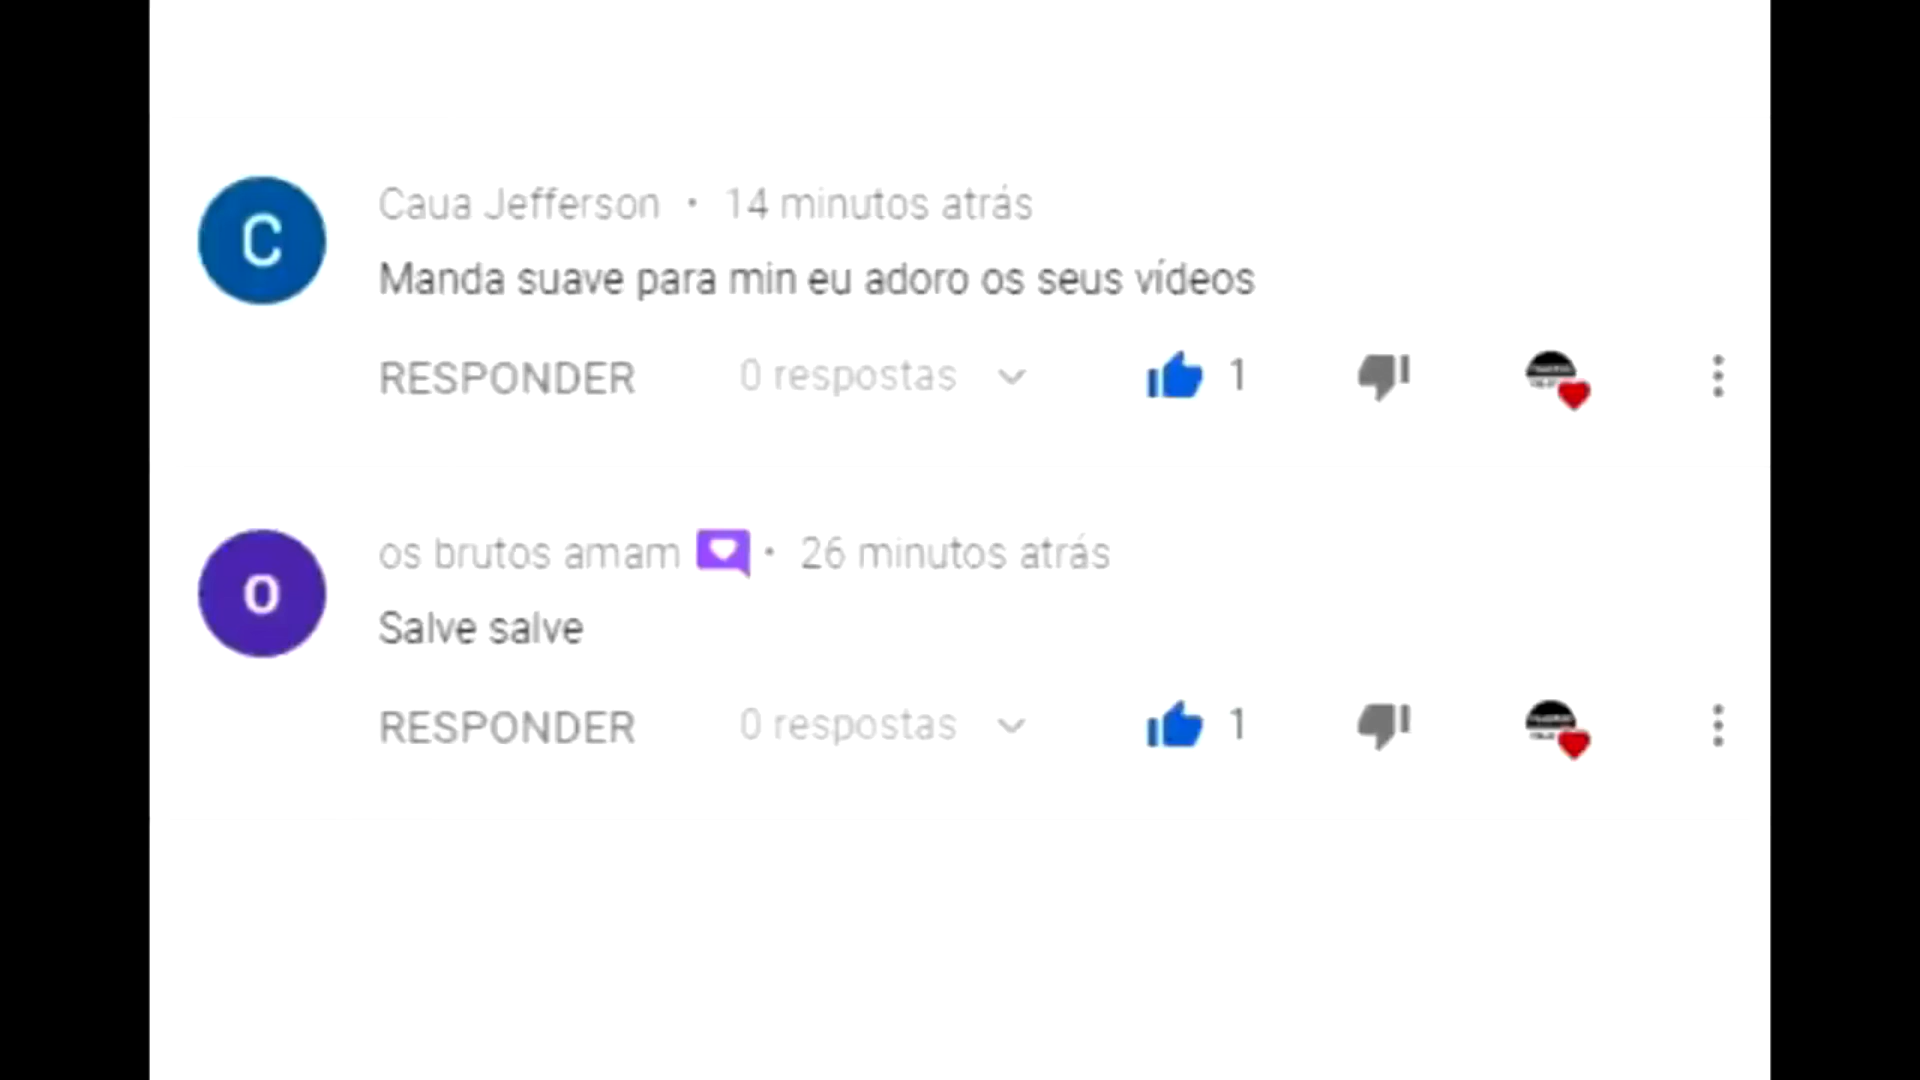 C
Caua Jefferson • 14 minutos atrás
Manda suave para min eu adoro os seus vídeos
RESPONDER 0 respostas 1
o
os brutos amam • 26 minutos atrás
Salve salve
RESPONDER 0 respostas 1